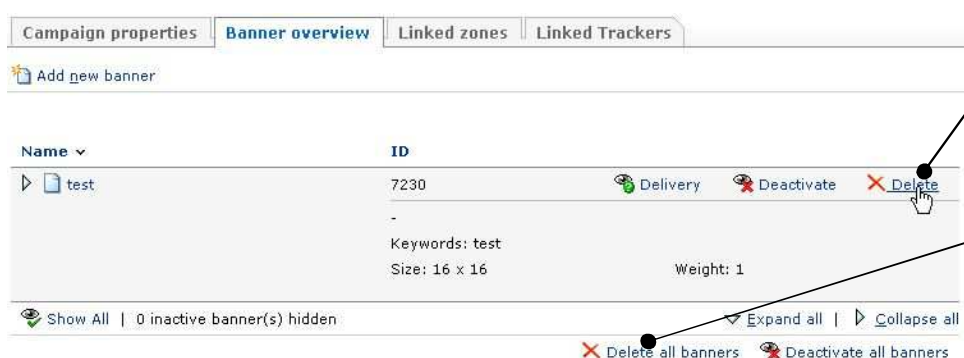 Campaign properties Banner overview Linked zones Linked Trackers
Add new banner
Name ID
test 7230 Delivery Deactivate Delete
-
Keywords: test
Size: 16 x 16 Weight: 1
Show All | 0 inactive banner(s) hidden Expand all | Collapse all
Delete all banners Deactivate all banners